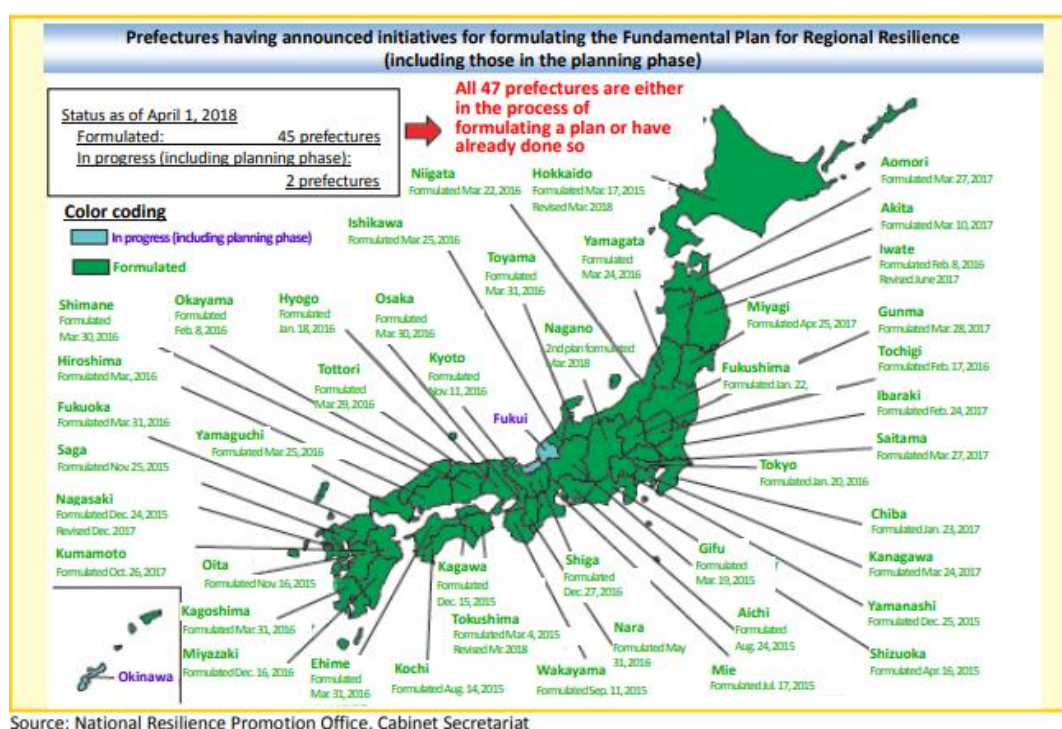 Prefectures having announced initiatives for formulating the Fundamental Plan for Regional Resilience
(including those in the planning phase)
Status as of April 1, 2018
Formulated: 45 prefectures
In progress (including planning phase):
2 prefectures
All 47 prefectures are either
in the process of
formulating a plan or have
already done so
Color coding
In progress (including planning phase)
Formulated
Niigata
Formulated Mar. 22, 2016
Hokkaido
Formulated Mar. 17, 2015
Revised Mar. 2018
Aomori
Formulated Mar. 27, 2017
Ishikawa
Formulated Mar. 25, 2016
Akita
Formulated Mar. 10, 2017
Yamagata
Formulated
Mar. 24, 2016
Iwate
Formulated Feb. 8, 2016
Revised June 2017
Toyama
Formulated
Mar. 31, 2016
Shimane
Formulated
Mar. 30, 2016
Okayama
Formulated
Feb. 8, 2016
Hyogo
Formulated
Jan. 18, 2016
Osaka
Formulated
Mar. 30, 2016
Miyagi
Formulated Apr. 25, 2017
Gunma
Formulated Mar. 28, 2017
Nagano
2nd plan formulated
Mar. 2018
Tochigi
Formulated Feb. 17, 2016
Hiroshima
Formulated Mar., 2016
Tottori
Formulated
Mar. 29, 2016
Kyoto
Formulated
Nov. 11, 2016
Fukushima
Formulated Jan. 22,
Ibaraki
Formulated Feb. 24, 2017
Fukuoka
Formulated Mar. 31, 2016
Fukui
Yamaguchi
Formulated Mar. 25, 2016
Saitama
Formulated Mar. 27, 2017
Saga
Formulated Nov. 25, 2015
Tokyo
Formulated Jan. 20, 2016
Nagasaki
Formulated Dec. 24, 2015
Revised Dec. 2017
Chiba
Formulated Jan. 23, 2017
Kumamoto
Formulated Oct. 26, 2017
Oita
Formulated Nov. 16, 2015
Kagawa
Formulated
Dec. 15, 2015
Shiga
Formulated
Dec. 27, 2016
Gifu
Formulated
Mar. 19, 2015
Kanagawa
Formulated Mar. 24, 2017
Kagoshima
Formulated Mar. 31, 2016
Tokushima
Formulated Mar. 4, 2015
Revised Mr. 2018
Nara
Formulated May
31, 2016
Aichi
Formulated
Aug. 24, 2015
Yamanashi
Formulated Dec. 25, 2015
Miyazaki
Formulated Dec. 16, 2016
Ehime
Formulated
Mar. 31, 2016
Kochi
Formulated Aug. 14, 2015
Wakayama
Formulated Sep. 11, 2015
Mie
Formulated Jul. 17, 2015
Shizuoka
Formulated Apr. 16, 2015
Okinawa
Source: National Resilience Promotion Office, Cabinet Secretariat